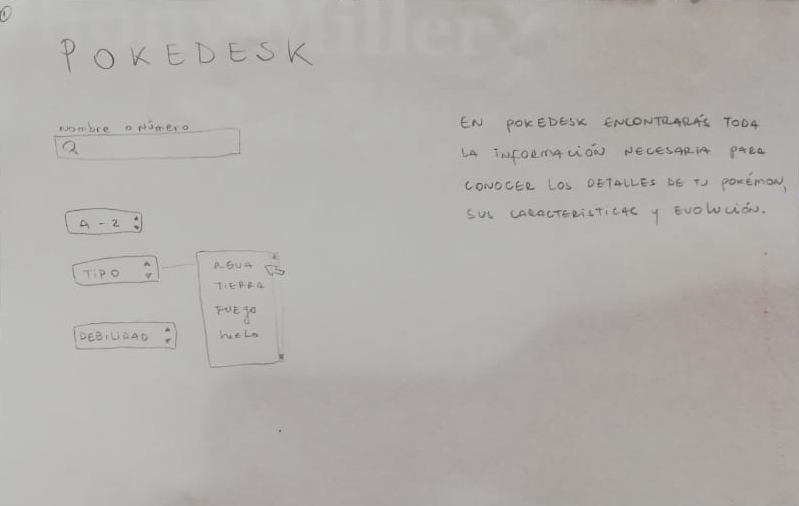 1
POKEDESK
Nombre o Número
EN POKEDESK ENCONTRARÁS TODA
LA INFORMACIÓN NECESARIA PARA
CONOCER LOS DETALLES DE TU POKÉMON,
SUS CARACTERISTICAS y EVOLUCIÓN.
A - Z
TIPO
AGUA
TIERRA
FUEGO
hieLo
DEBILIDAD